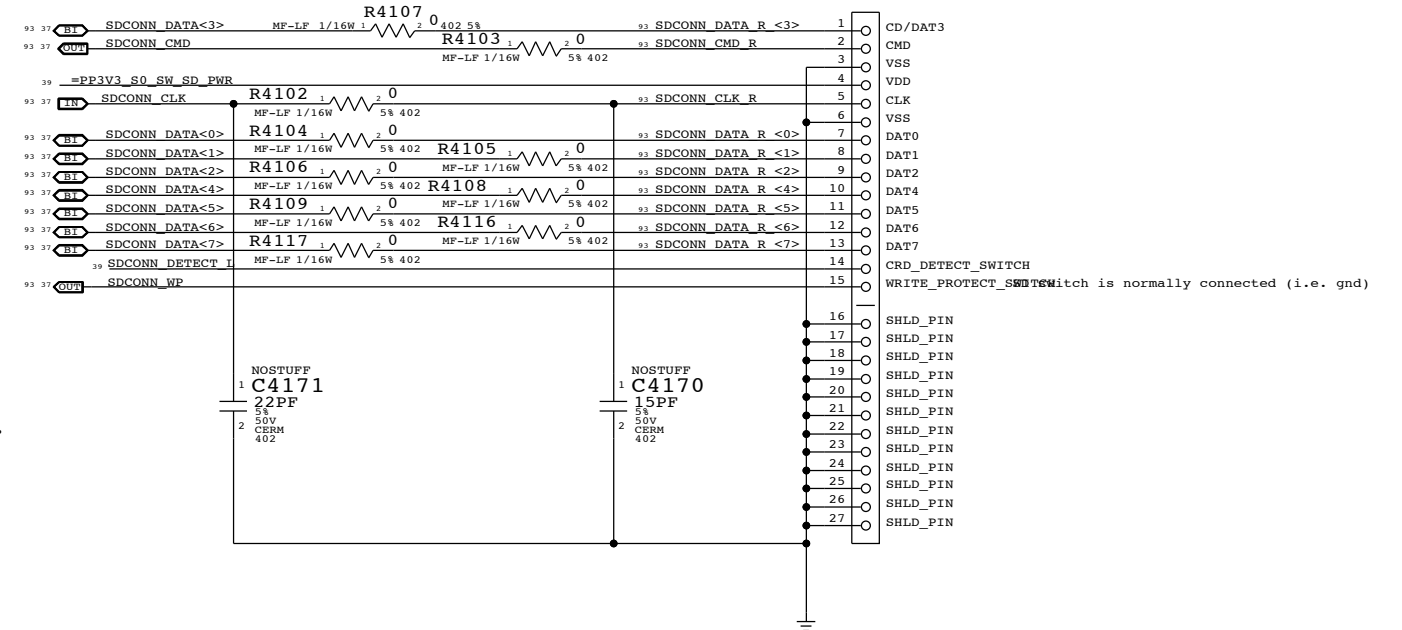 R4107
93 37 BI SDCONN_DATA<3> MF-LF 1/16W 1 2 0 402 5% 93 SDCONN_DATA_R_<3> 1 CD/DAT3
93 37 OUT SDCONN_CMD R4103 1 2 0 93 SDCONN_CMD_R 2 CMD
MF-LF 1/16W 5% 402
3 VSS
39 =PP3V3_S0_SW_SD_PWR 4 VDD
93 37 IN SDCONN_CLK R4102 1 2 0 93 SDCONN_CLK_R 5 CLK
MF-LF 1/16W 5% 402
6 VSS
93 37 BI SDCONN_DATA<0> R4104 1 2 0 93 SDCONN_DATA_R_<0> 7 DAT0
MF-LF 1/16W 5% 402
93 37 BI SDCONN_DATA<1> R4105 1 2 0 93 SDCONN_DATA_R_<1> 8 DAT1
MF-LF 1/16W 5% 402
93 37 BI SDCONN_DATA<2> R4106 1 2 0 93 SDCONN_DATA_R_<2> 9 DAT2
MF-LF 1/16W 5% 402
93 37 BI SDCONN_DATA<4> R4108 1 2 0 93 SDCONN_DATA_R_<4> 10 DAT4
MF-LF 1/16W 5% 402
93 37 BI SDCONN_DATA<5> R4109 1 2 0 93 SDCONN_DATA_R_<5> 11 DAT5
MF-LF 1/16W 5% 402
93 37 BI SDCONN_DATA<6> R4116 1 2 0 93 SDCONN_DATA_R_<6> 12 DAT6
MF-LF 1/16W 5% 402
93 37 BI SDCONN_DATA<7> R4117 1 2 0 93 SDCONN_DATA_R_<7> 13 DAT7
MF-LF 1/16W 5% 402
39 SDCONN_DETECT_L 14 CRD_DETECT_SWITCH
93 37 OUT SDCONN_WP 15 WRITE_PROTECT_SWITCH switch is normally connected (i.e. gnd)
16 SHLD_PIN
17 SHLD_PIN
18 SHLD_PIN
19 SHLD_PIN
20 SHLD_PIN
21 SHLD_PIN
22 SHLD_PIN
23 SHLD_PIN
24 SHLD_PIN
25 SHLD_PIN
26 SHLD_PIN
27 SHLD_PIN
NOSTUFF
1 C4171
22PF
5%
50V
2 CERM
402
NOSTUFF
1 C4170
15PF
5%
50V
2 CERM
402